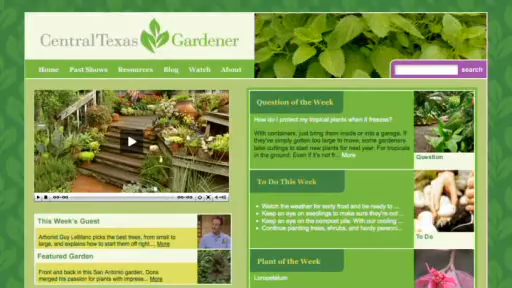 Central Texas Gardener
Home Past Shows Resources Blog Watch About
search
Question of the Week
How do I protect my tropical plants when it freezes?
With containers, just bring them inside or into a garage. If
they've simply gotten too large to move, some gardeners
take cuttings to start new plants for next year. For tropicals
in the ground: Even if it's not fr... More
Question
To Do This Week
Watch the weather for early frost and be ready to ...
Keep an eye on seedlings to make sure they're not ...
Keep an eye on the compost pile. With our cooling ...
Continue planting trees, shrubs, and hardy perenni...
To Do
Plant of the Week
Loropetalum
00:00 00:00
This Week's Guest
Arborist Guy LeBlanc picks the best trees, from small to
large, and explains how to start them off right... More
Featured Garden
Front and back in this San Antonio garden, Doris
merged his passion for plants with impress... More